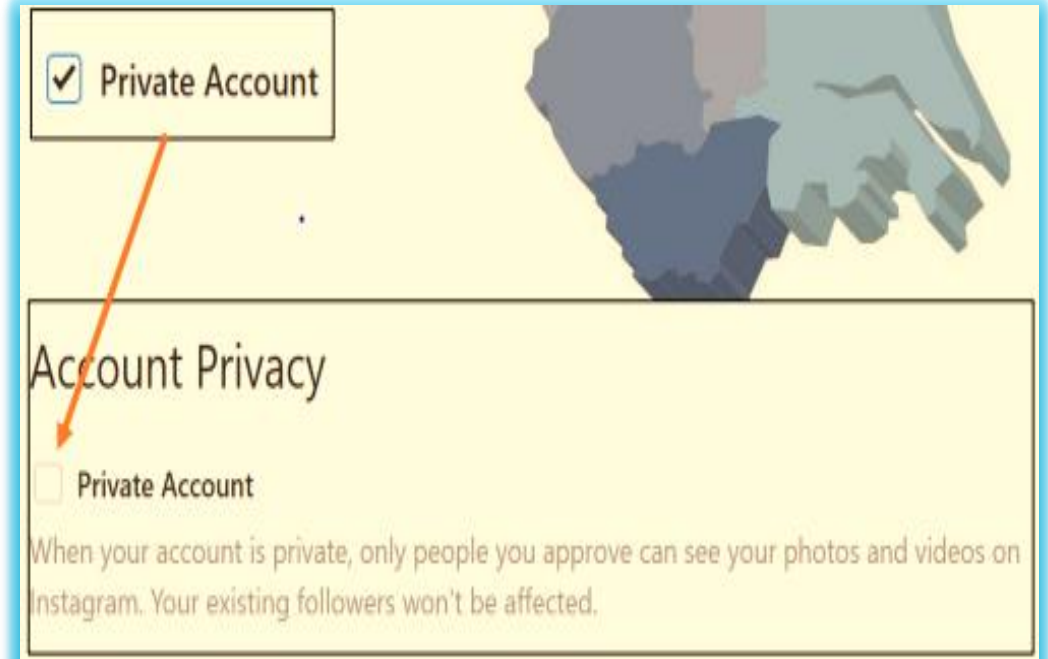 Private Account
Account Privacy
Private Account
When your account is private, only people you approve can see your photos and videos on
Instagram. Your existing followers won't be affected.